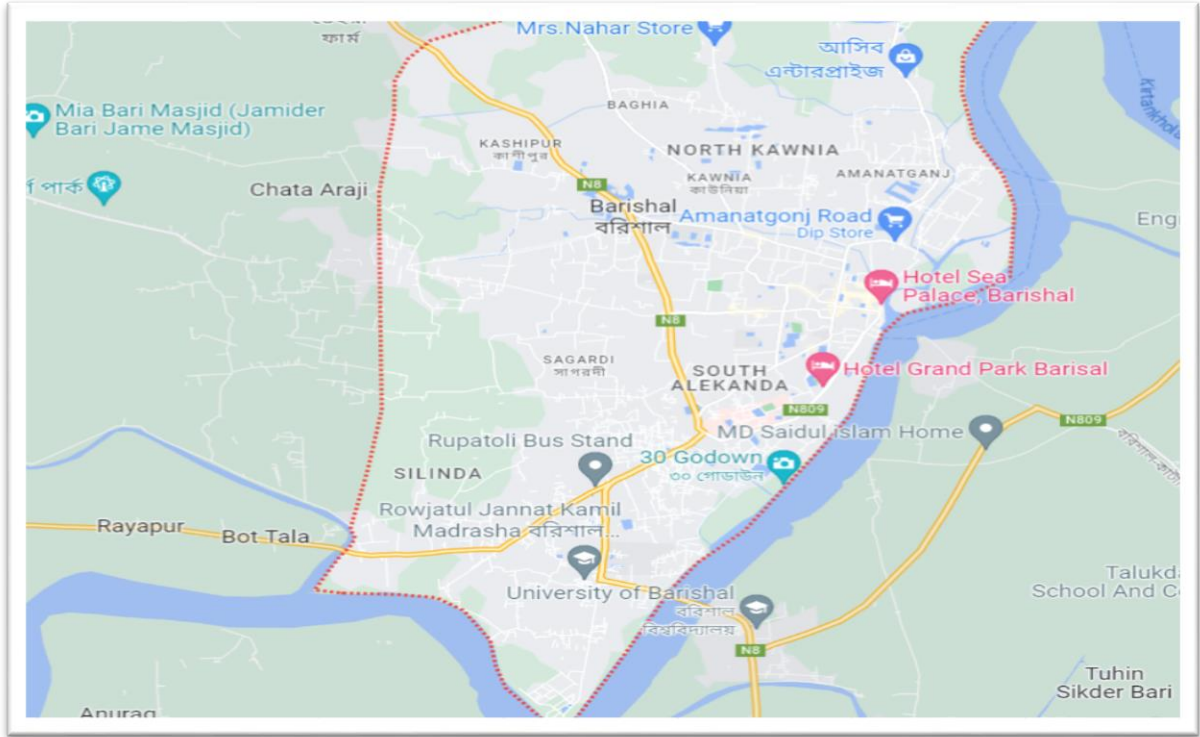 ফার্ম
Mrs.Nahar Store
আসিব
এন্টারপ্রাইজ
Mia Bari Masjid (Jamider
Bari Jame Masjid)
BAGHIA
KASHIPUR
কাশীপুর
NORTH KAWNIA
KAWNIA
কাউনিয়া
AMANATGANJ
পার্ক
Chata Araji
N8
Barishal
বরিশাল
Amanatgonj Road
Dip Store
Hotel Sea
Palace, Barishal
N8
SAGARDI
সাগরদী
SOUTH
ALEKANDA
Hotel Grand Park Barisal
N809
N809
MD Saidul islam Home
Rupatoli Bus Stand
30 Godown
৩০ গোডাউন
SILINDA
Rowjatul Jannat Kamil
Madrasha বরিশাল...
Rayapur
Bot Tala
University of Barishal
বরিশাল
বিশ্ববিদ্যালয়
School And
N8
Tuhin
Sikder Bari
Anurag